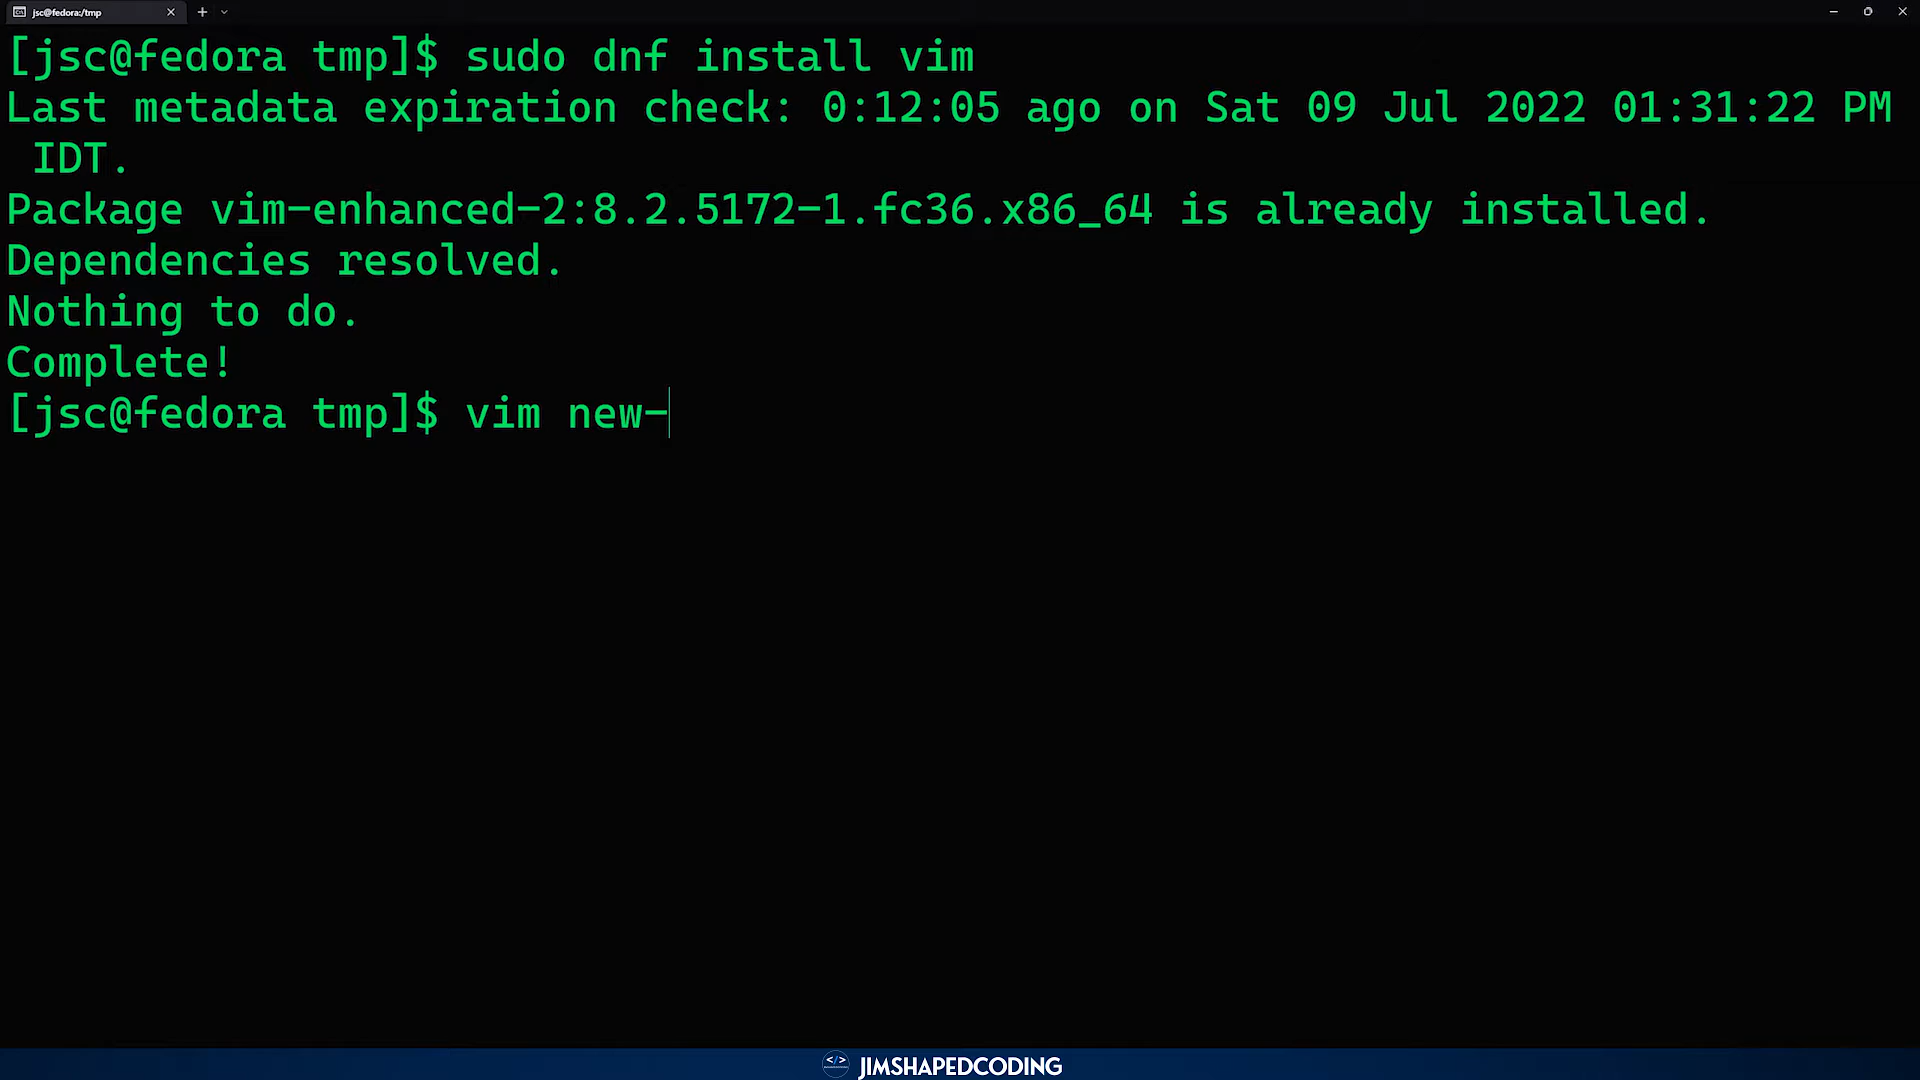 jsc@fedora:/tmp
[jsc@fedora tmp]$ sudo dnf install vim
Last metadata expiration check: 0:12:05 ago on Sat 09 Jul 2022 01:31:22 PM
IDT.
Package vim-enhanced-2:8.2.5172-1.fc36.x86_64 is already installed.
Dependencies resolved.
Nothing to do.
Complete!
[jsc@fedora tmp]$ vim new-
</> JIMSHAPEDCODING